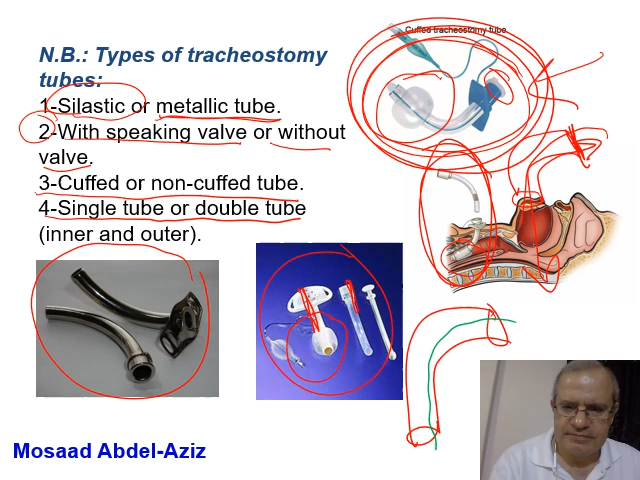 Cuffed tracheostomy tube
N.B.: Types of tracheostomy
tubes:
1-Silastic or metallic tube.
2-With speaking valve or without
valve.
3-Cuffed or non-cuffed tube.
4-Single tube or double tube
(inner and outer).
Mosaad Abdel-Aziz